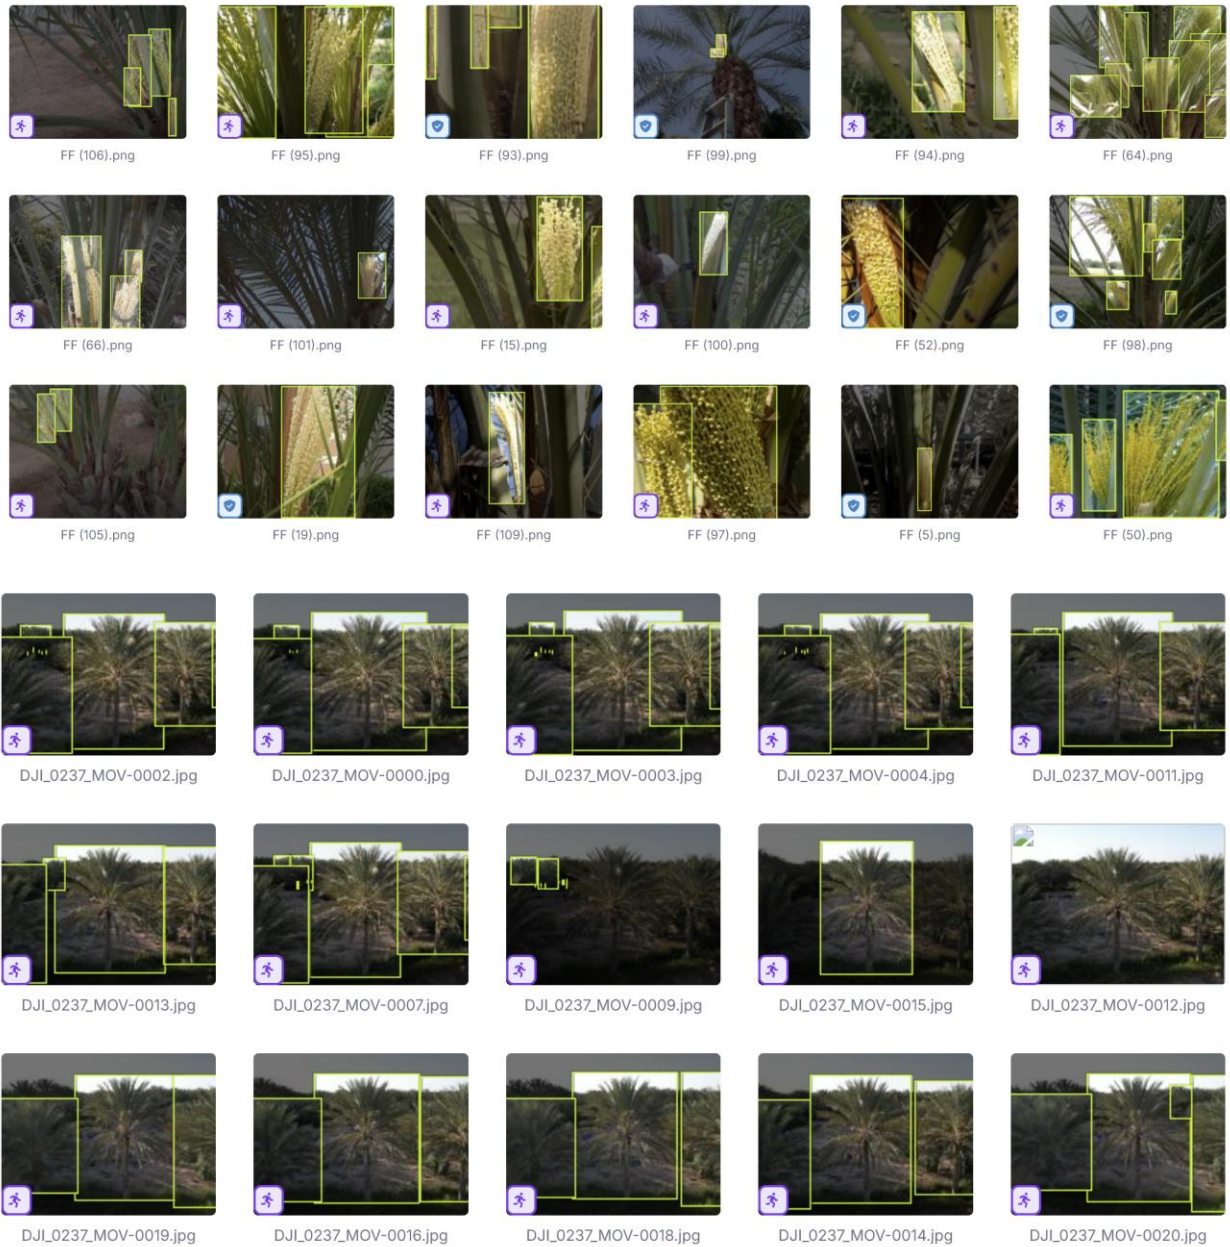 FF (106).png
FF (95).png
FF (93).png
FF (99).png
FF (94).png
FF (64).png
FF (66).png
FF (101).png
FF (15).png
FF (100).png
FF (52).png
FF (98).png
FF (105).png
FF (19).png
FF (109).png
FF (97).png
FF (5).png
FF (50).png
DJI_0237_MOV-0002.jpg
DJI_0237_MOV-0000.jpg
DJI_0237_MOV-0003.jpg
DJI_0237_MOV-0004.jpg
DJI_0237_MOV-0011.jpg
DJI_0237_MOV-0013.jpg
DJI_0237_MOV-0007.jpg
DJI_0237_MOV-0009.jpg
DJI_0237_MOV-0015.jpg
DJI_0237_MOV-0012.jpg
DJI_0237_MOV-0019.jpg
DJI_0237_MOV-0016.jpg
DJI_0237_MOV-0018.jpg
DJI_0237_MOV-0014.jpg
DJI_0237_MOV-0020.jpg